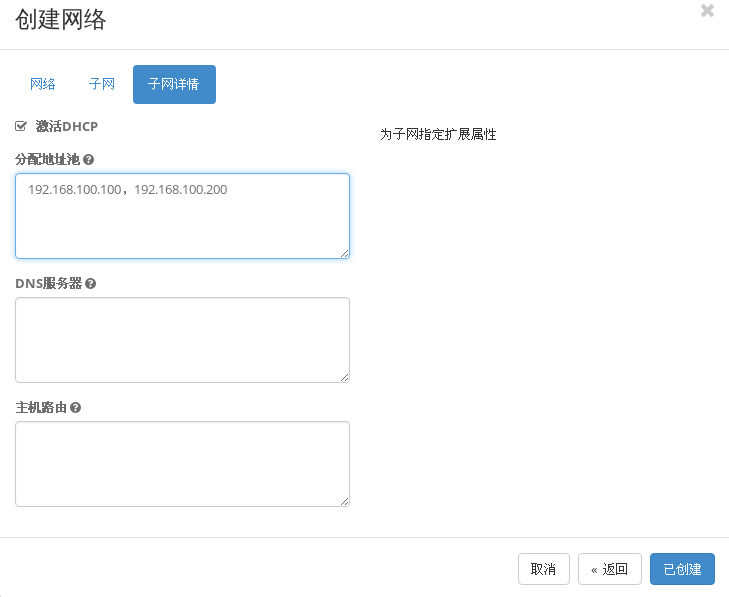 创建网络
网络 子网 子网详情
激活DHCP
为子网指定扩展属性
分配地址池
192.168.100.100，192.168.100.200
DNS服务器
主机路由
取消 « 返回 已创建